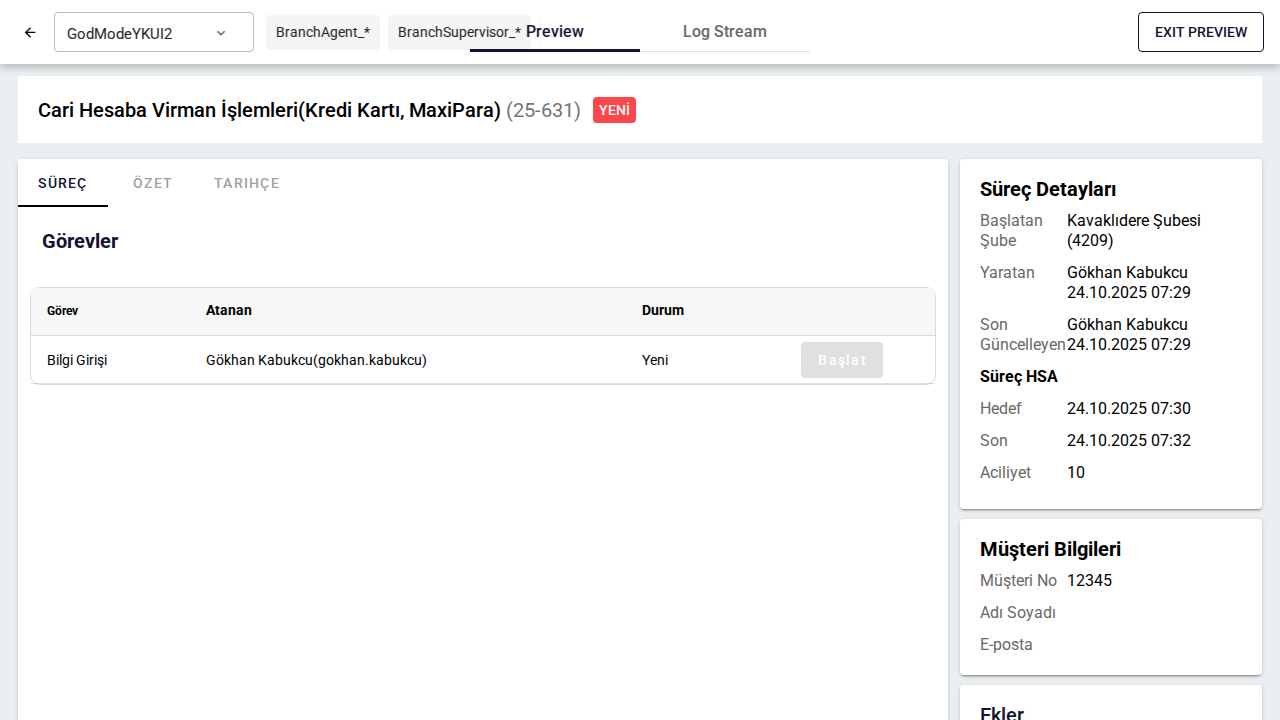 GodModeYKUI2
BranchAgent_*
BranchSupervisor_*
Preview
Log Stream
EXIT PREVIEW
Cari Hesaba Virman İşlemleri(Kredi Kartı, MaxiPara) (25-631) YENİ
SÜREÇ
ÖZET
TARIHÇE
Görevler
Görev
Atanan
Durum
Bilgi Girişi
Gökhan Kabukcu(gokhan.kabukcu)
Yeni
Başlat
Süreç Detayları
Başlatan Şube
Kavaklıdere Şubesi (4209)
Yaratan
Gökhan Kabukcu
24.10.2025 07:29
Son Güncelleyen
Gökhan Kabukcu
24.10.2025 07:29
Süreç HSA
Hedef
24.10.2025 07:30
Son
24.10.2025 07:32
Aciliyet
10
Müşteri Bilgileri
Müşteri No
12345
Adı Soyadı
E-posta
Ekler